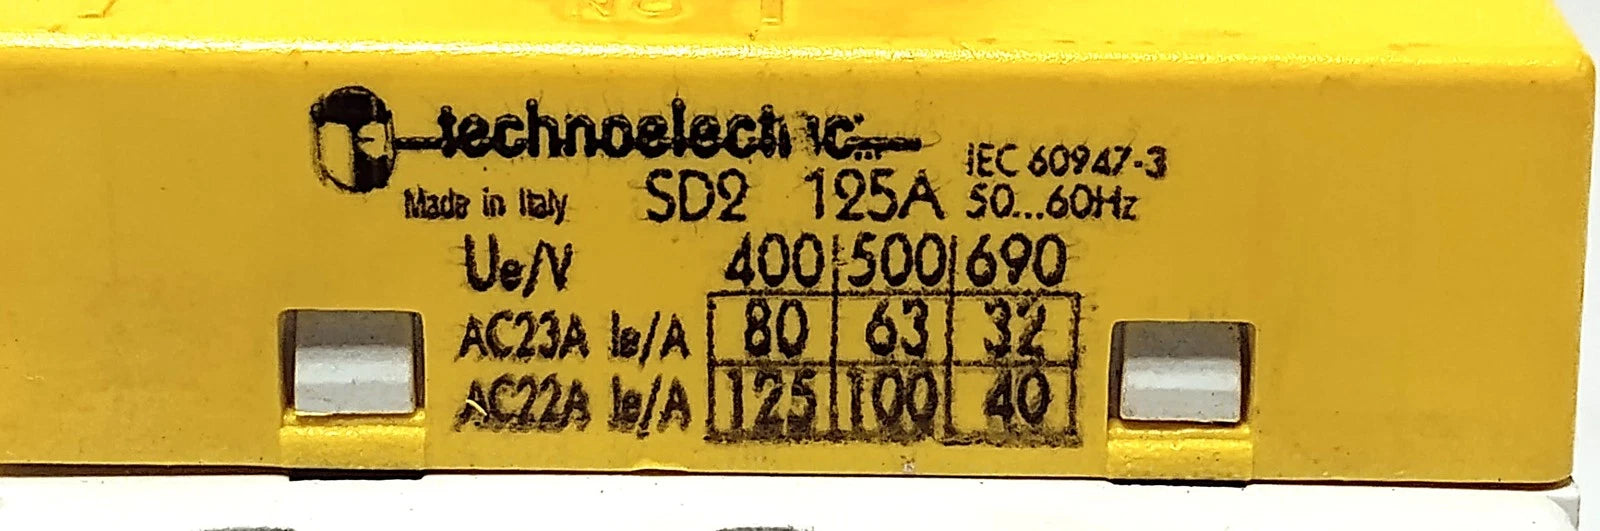 technoelectric
IEC 60947-3
Made in Italy SD2 125A 50...60Hz
Ue/V 400 500 690
AC23A Ie/A 80 63 32
AC22A Ie/A 125 100 40